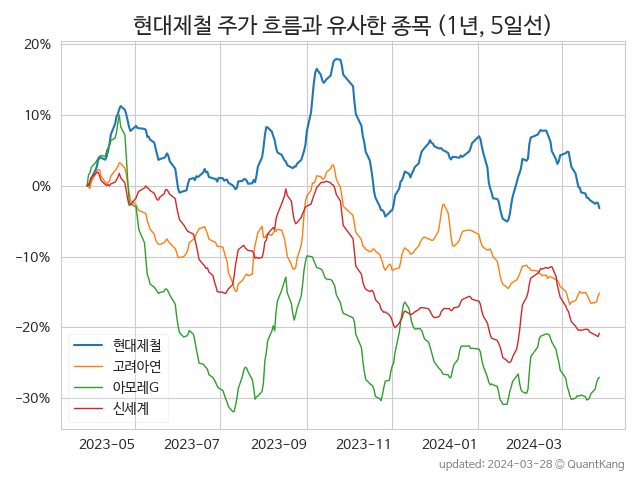 현대제철 주가 흐름과 유사한 종목 (1년, 5일선)
20%
10%
0%
−10%
−20%
−30%
현대제철
고려아연
아모레G
신세계
2023-05 2023-07 2023-09 2023-11 2024-01 2024-03
updated: 2024-03-28 © QuantKang